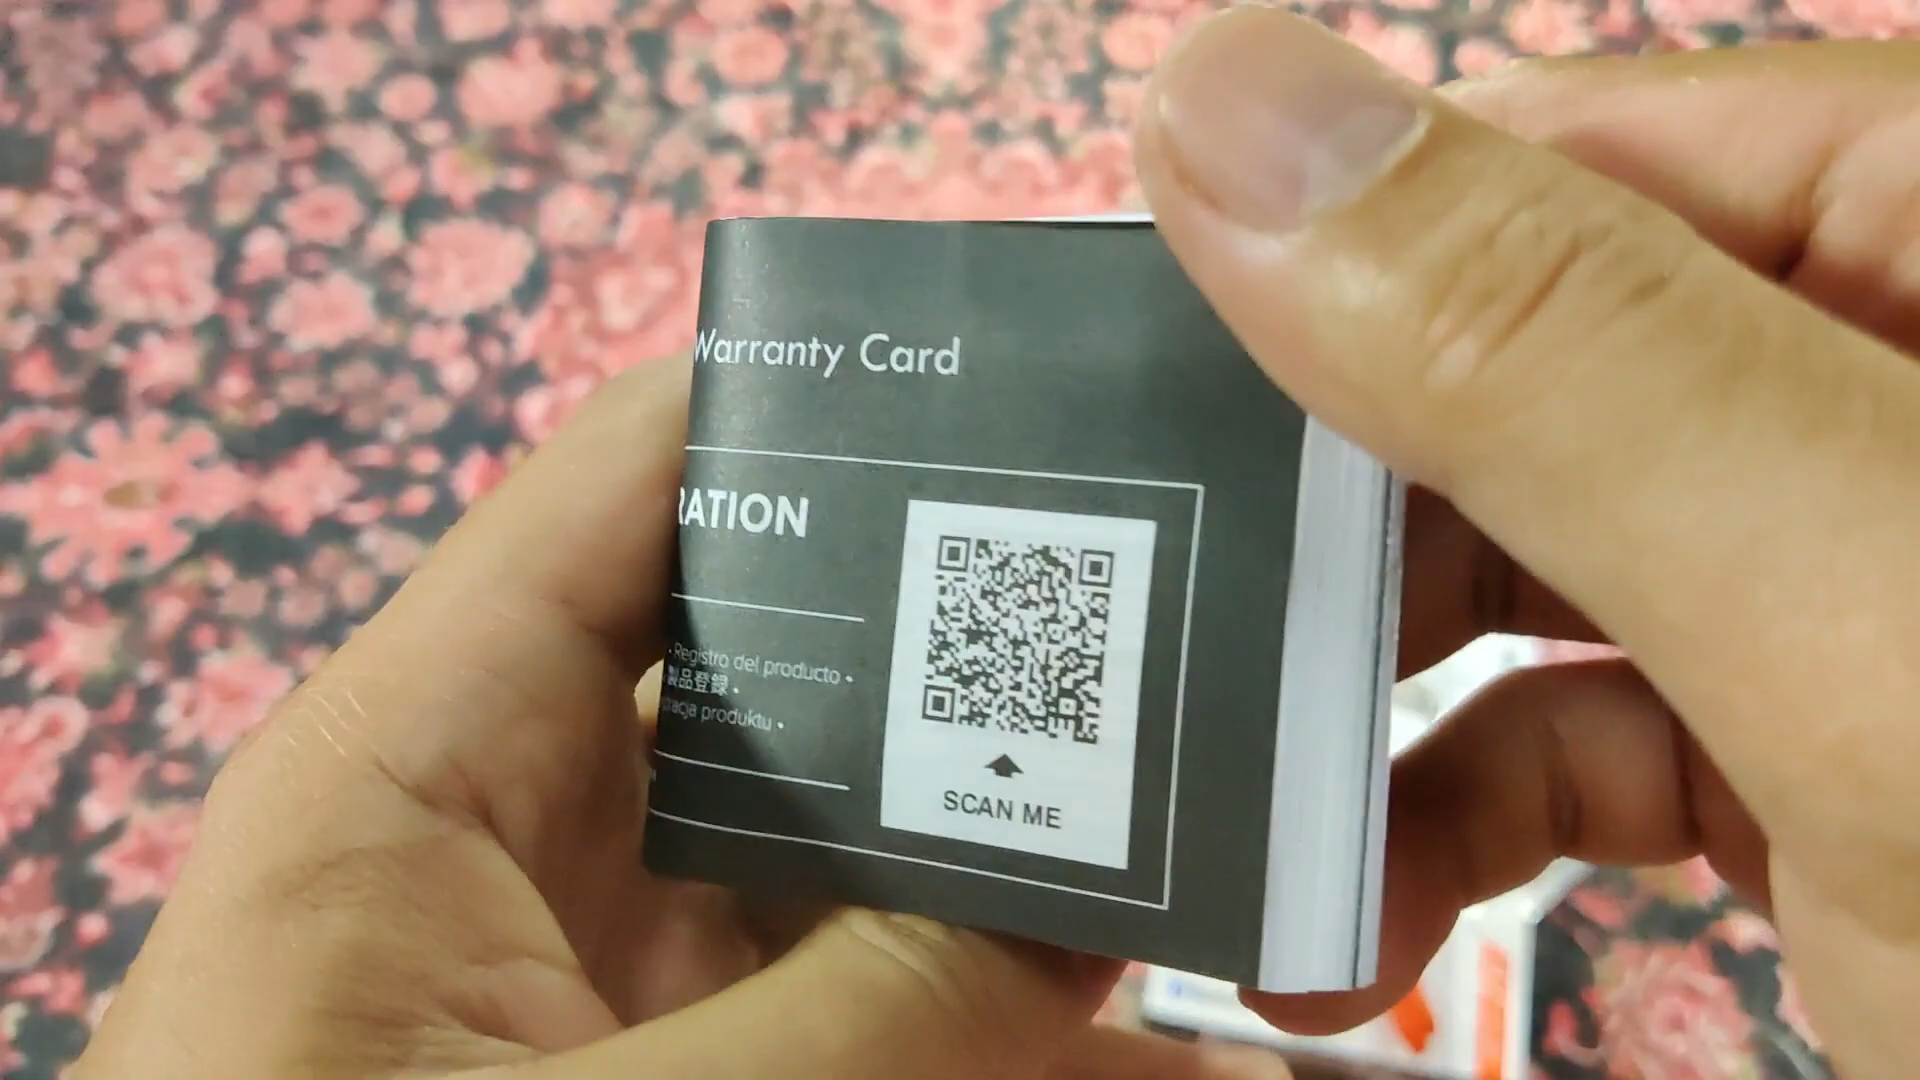 Warranty Card
RATION
• Registro del producto •
製品登録 •
racja produktu •
SCAN ME